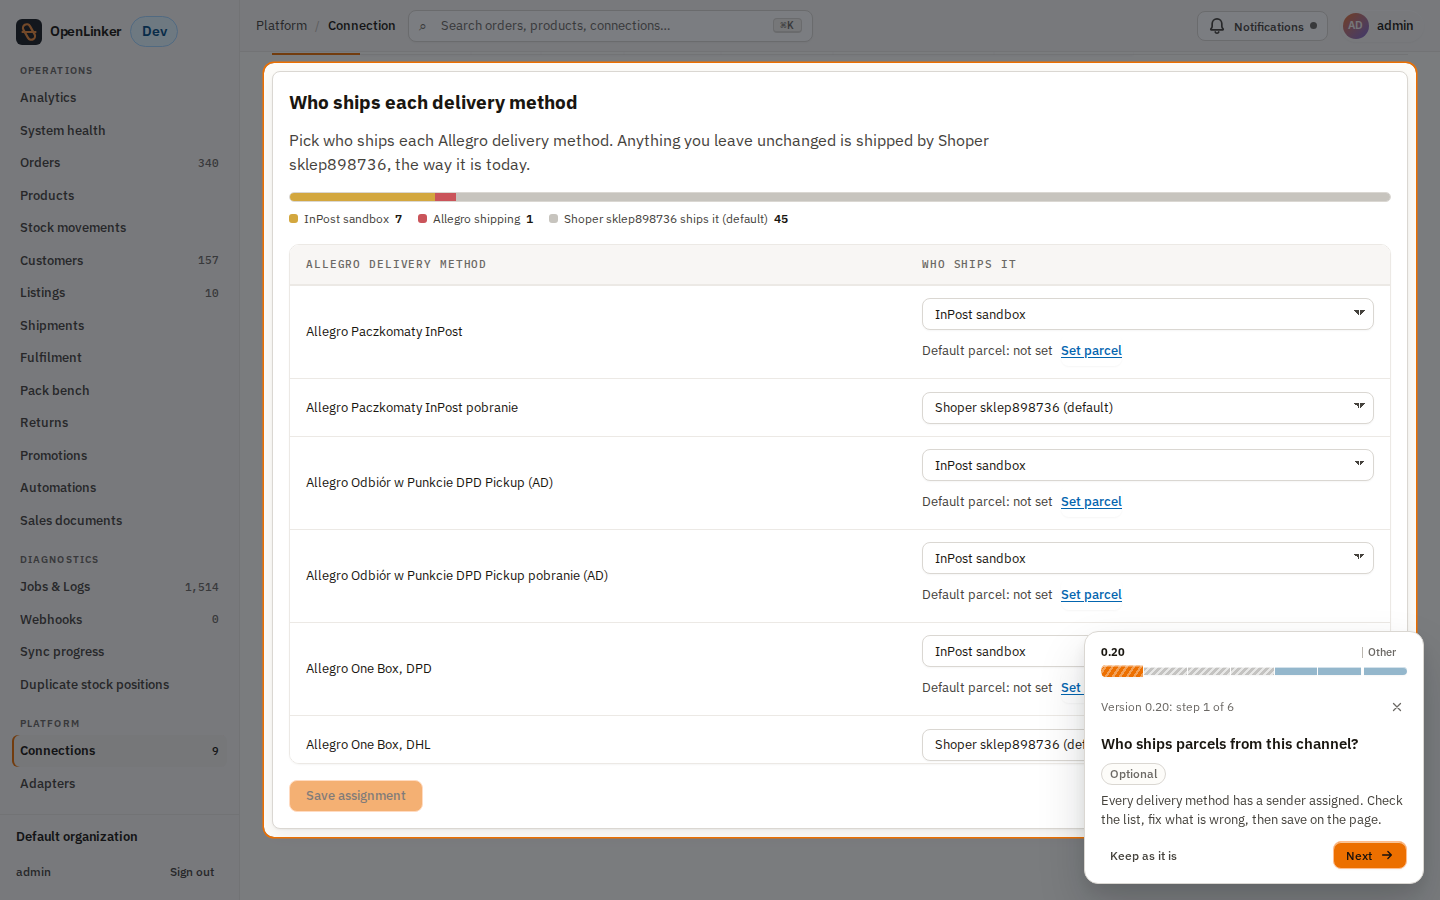 OpenLinker Dev
OPERATIONS
Analytics
System health
Orders 340
Products
Stock movements
Customers 157
Listings 10
Shipments
Fulfilment
Pack bench
Returns
Promotions
Automations
Sales documents
DIAGNOSTICS
Jobs & Logs 1,514
Webhooks 0
Sync progress
Duplicate stock positions
PLATFORM
Connections 9
Adapters
Default organization
admin Sign out
Platform / Connection
Search orders, products, connections... ⌘K
Notifications
AD admin
Who ships each delivery method
Pick who ships each Allegro delivery method. Anything you leave unchanged is shipped by Shoper
sklep898736, the way it is today.
InPost sandbox 7 Allegro shipping 1 Shoper sklep898736 ships it (default) 45
ALLEGRO DELIVERY METHOD WHO SHIPS IT
Allegro Paczkomaty InPost
InPost sandbox
Default parcel: not set Set parcel
Allegro Paczkomaty InPost pobranie
Shoper sklep898736 (default)
Allegro Odbiór w Punkcie DPD Pickup (AD)
InPost sandbox
Default parcel: not set Set parcel
Allegro Odbiór w Punkcie DPD Pickup pobranie (AD)
InPost sandbox
Default parcel: not set Set parcel
Allegro One Box, DPD
InPost sandbox
Default parcel: not set Set
Allegro One Box, DHL
Shoper sklep898736 (def
Save assignment
0.20 Other
Version 0.20: step 1 of 6
Who ships parcels from this channel?
Optional
Every delivery method has a sender assigned. Check
the list, fix what is wrong, then save on the page.
Keep as it is
Next →